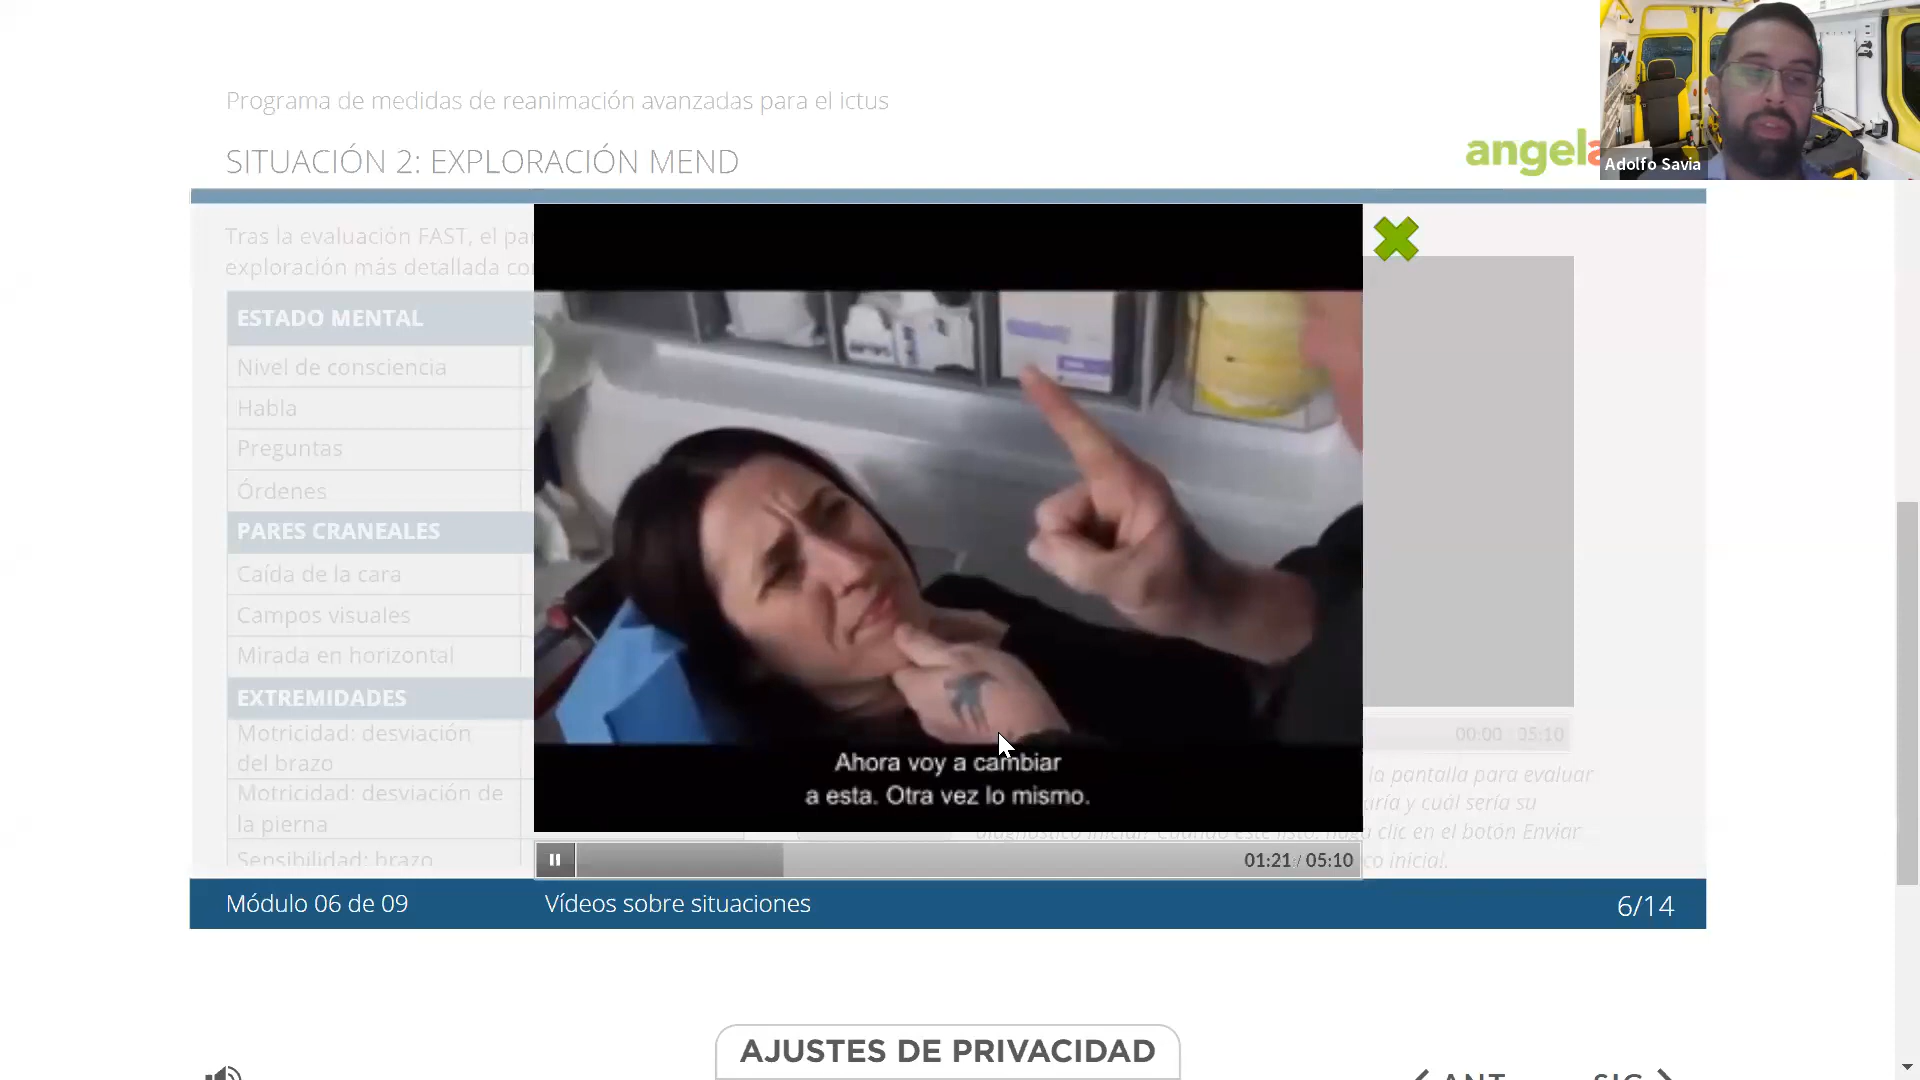 Programa de medidas de reanimación avanzadas para el ictus
SITUACIÓN 2: EXPLORACIÓN MEND
angel
Adolfo Savia
Tras la evaluación FAST, el
exploración más detallada
ESTADO MENTAL
Nivel de consciencia
Habla
Preguntas
Órdenes
PARES CRANEALES
Caída de la cara
Campos visuales
Mirada en horizontal
EXTREMIDADES
Motricidad: desviación
del brazo
Motricidad: desviación de
la pierna
Sensibilidad: brazo
Ahora voy a cambiar
a esta. Otra vez lo mismo.
00:00 05:10
la pantalla para evaluar
y cuál sería su
clic en el botón Enviar
inicial.
01:21 / 05:10
Módulo 06 de 09
Vídeos sobre situaciones
6/14
AJUSTES DE PRIVACIDAD
ANT
SIG